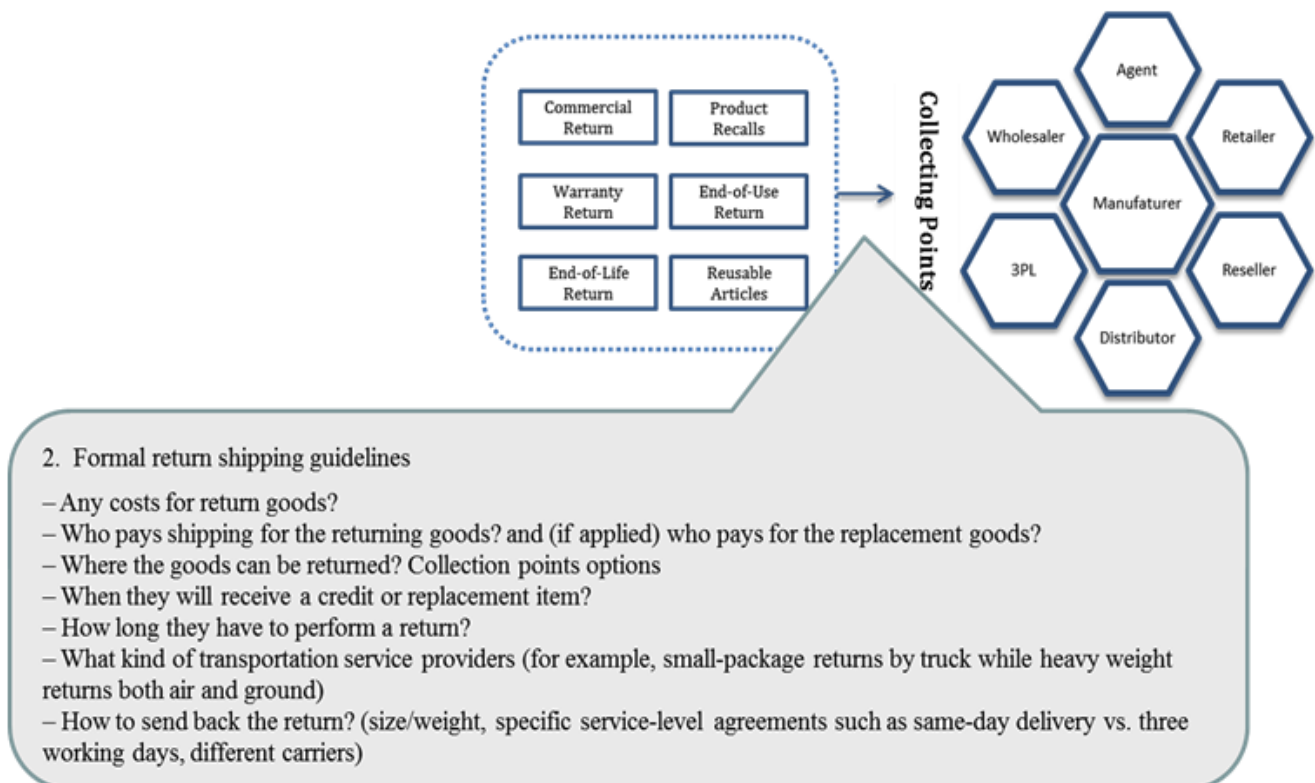 Commercial
Return
Product
Recalls
Warranty
Return
End-of-Use
Return
End-of-Life
Return
Reusable
Articles
Collecting Points
Agent
Wholesaler
Retailer
Manufaturer
3PL
Reseller
Distributor
2. Formal return shipping guidelines
– Any costs for return goods?
– Who pays shipping for the returning goods? and (if applied) who pays for the replacement goods?
– Where the goods can be returned? Collection points options
– When they will receive a credit or replacement item?
– How long they have to perform a return?
– What kind of transportation service providers (for example, small-package returns by truck while heavy weight
returns both air and ground)
– How to send back the return? (size/weight, specific service-level agreements such as same-day delivery vs. three
working days, different carriers)